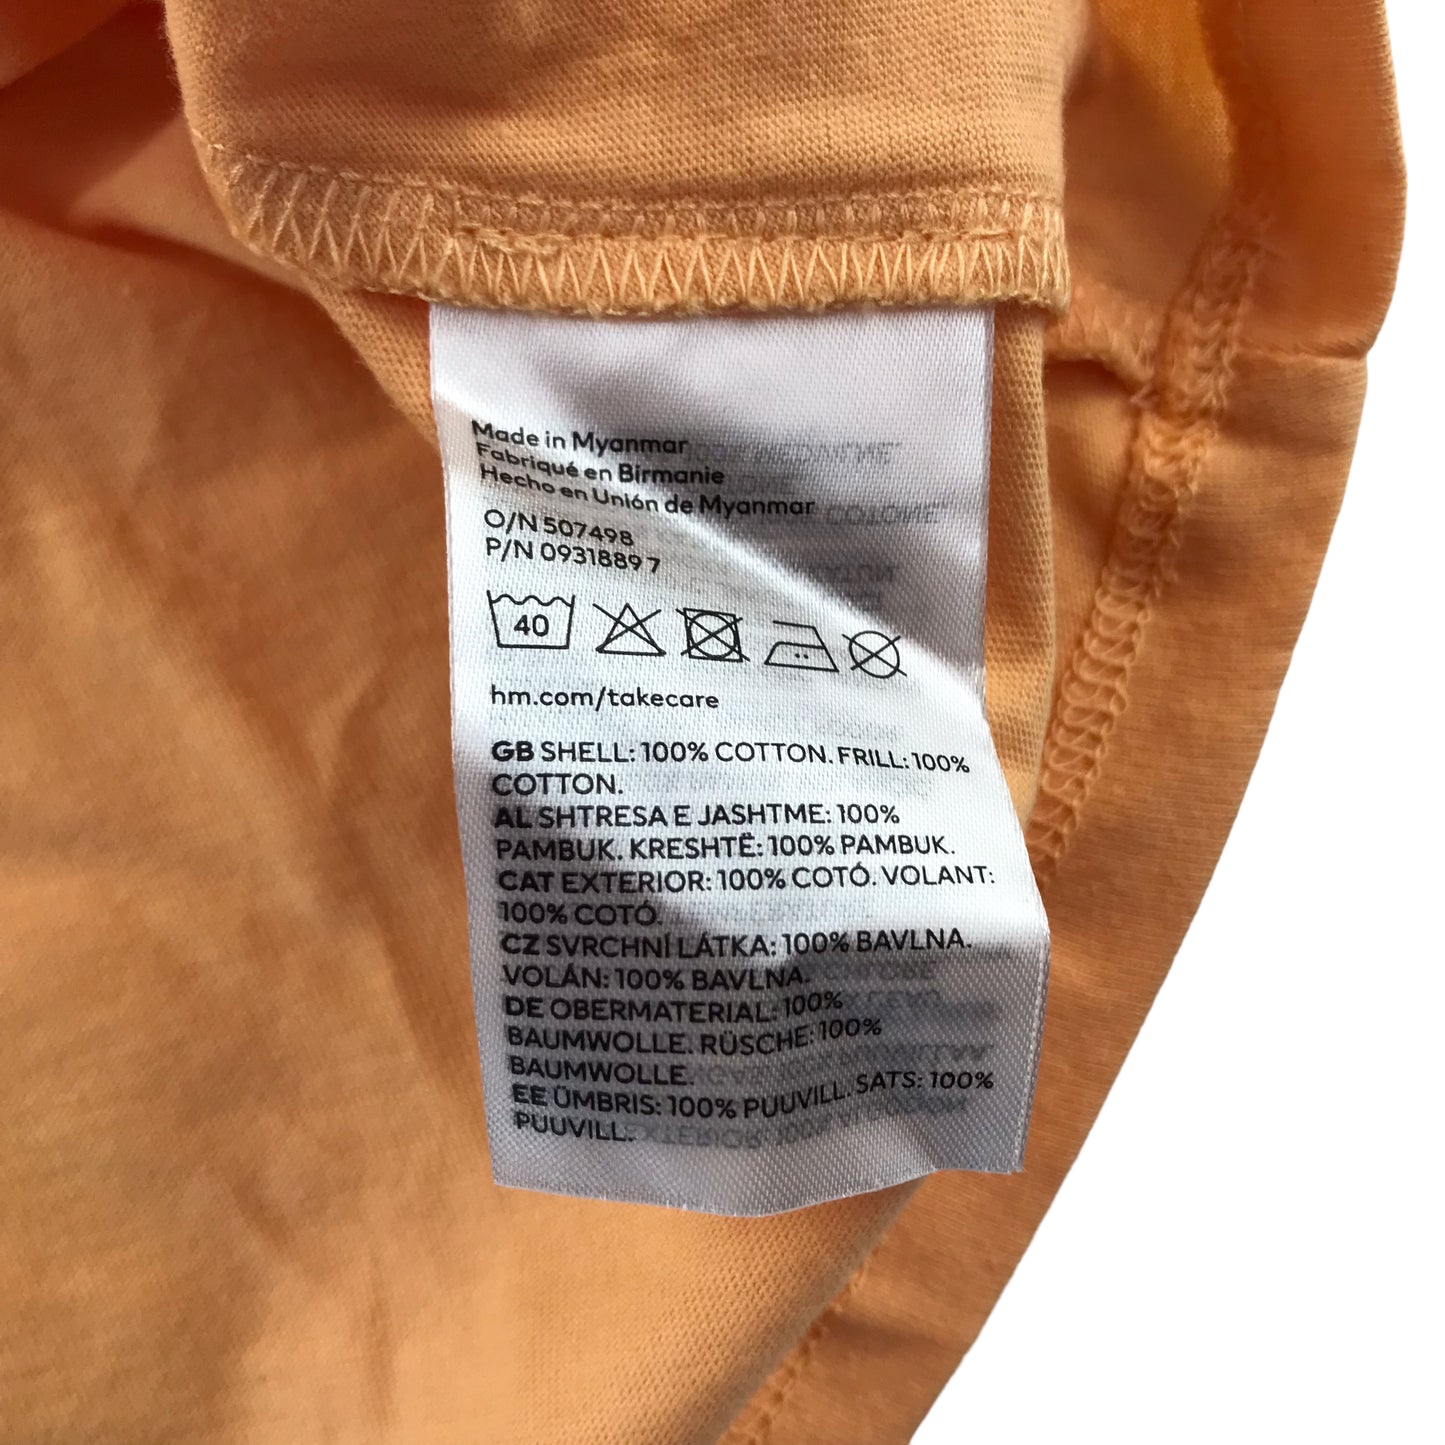 Made in Myanmar
Fabriqué en Birmanie
Hecho en Unión de Myanmar
O/N 507498
P/N 0931889 7
40
hm.com/takecare
GB SHELL: 100% COTTON. FRILL: 100%
COTTON.
AL SHTRESA E JASHTME: 100%
PAMBUK. KRESHTË: 100% PAMBUK.
CAT EXTERIOR: 100% COTÓ. VOLANT:
100% COTÓ.
CZ SVRCHNÍ LÁTKA: 100% BAVLNA.
VOLÁN: 100% BAVLNA.
DE OBERMATERIAL: 100%
BAUMWOLLE. RÜSCHE: 100%
BAUMWOLLE.
EE ÜMBRIS: 100% PUUVILL. SATS: 100%
PUUVILL.